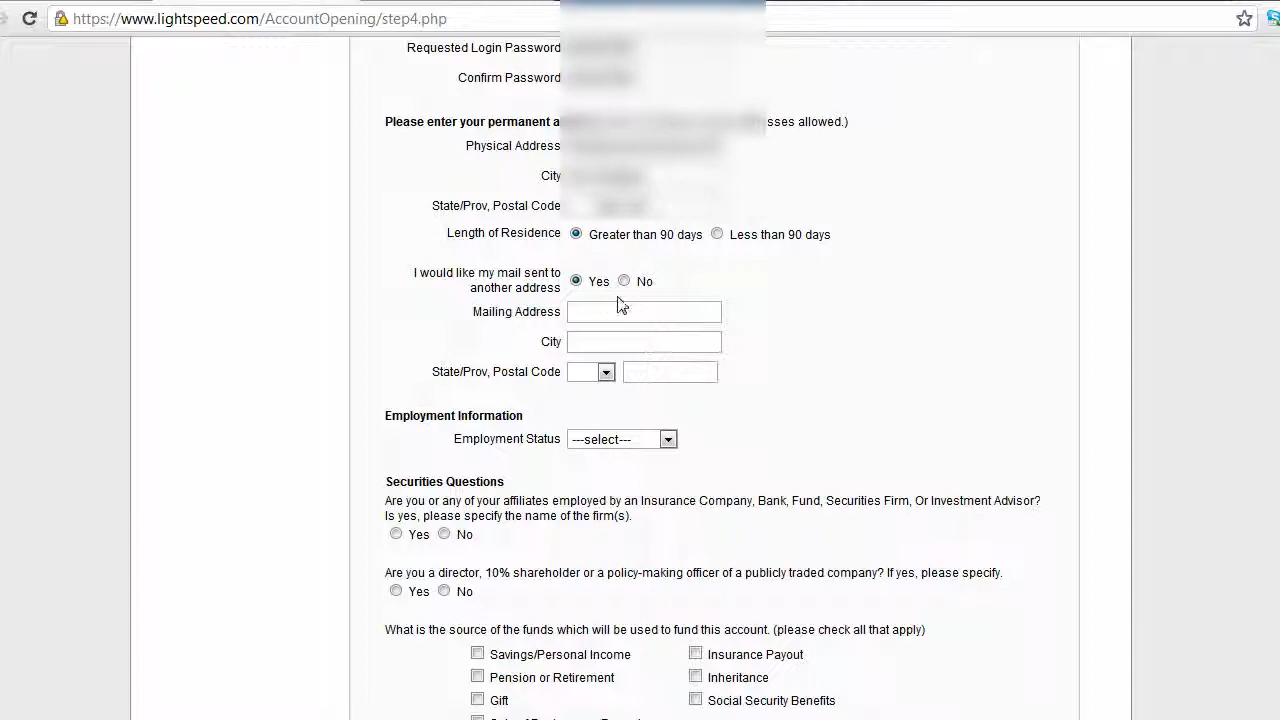 https://www.lightspeed.com/AccountOpening/step4.php
Requested Login Password
Confirm Password
Please enter your permanent a sses allowed.)
Physical Address
City
State/Prov, Postal Code
Length of Residence Greater than 90 days Less than 90 days
I would like my mail sent to
another address Yes No
Mailing Address
City
State/Prov, Postal Code
Employment Information
Employment Status ---select---
Securities Questions
Are you or any of your affiliates employed by an Insurance Company, Bank, Fund, Securities Firm, Or Investment Advisor?
Is yes, please specify the name of the firm(s).
Yes No
Are you a director, 10% shareholder or a policy-making officer of a publicly traded company? If yes, please specify.
Yes No
What is the source of the funds which will be used to fund this account. (please check all that apply)
Savings/Personal Income Insurance Payout
Pension or Retirement Inheritance
Gift Social Security Benefits